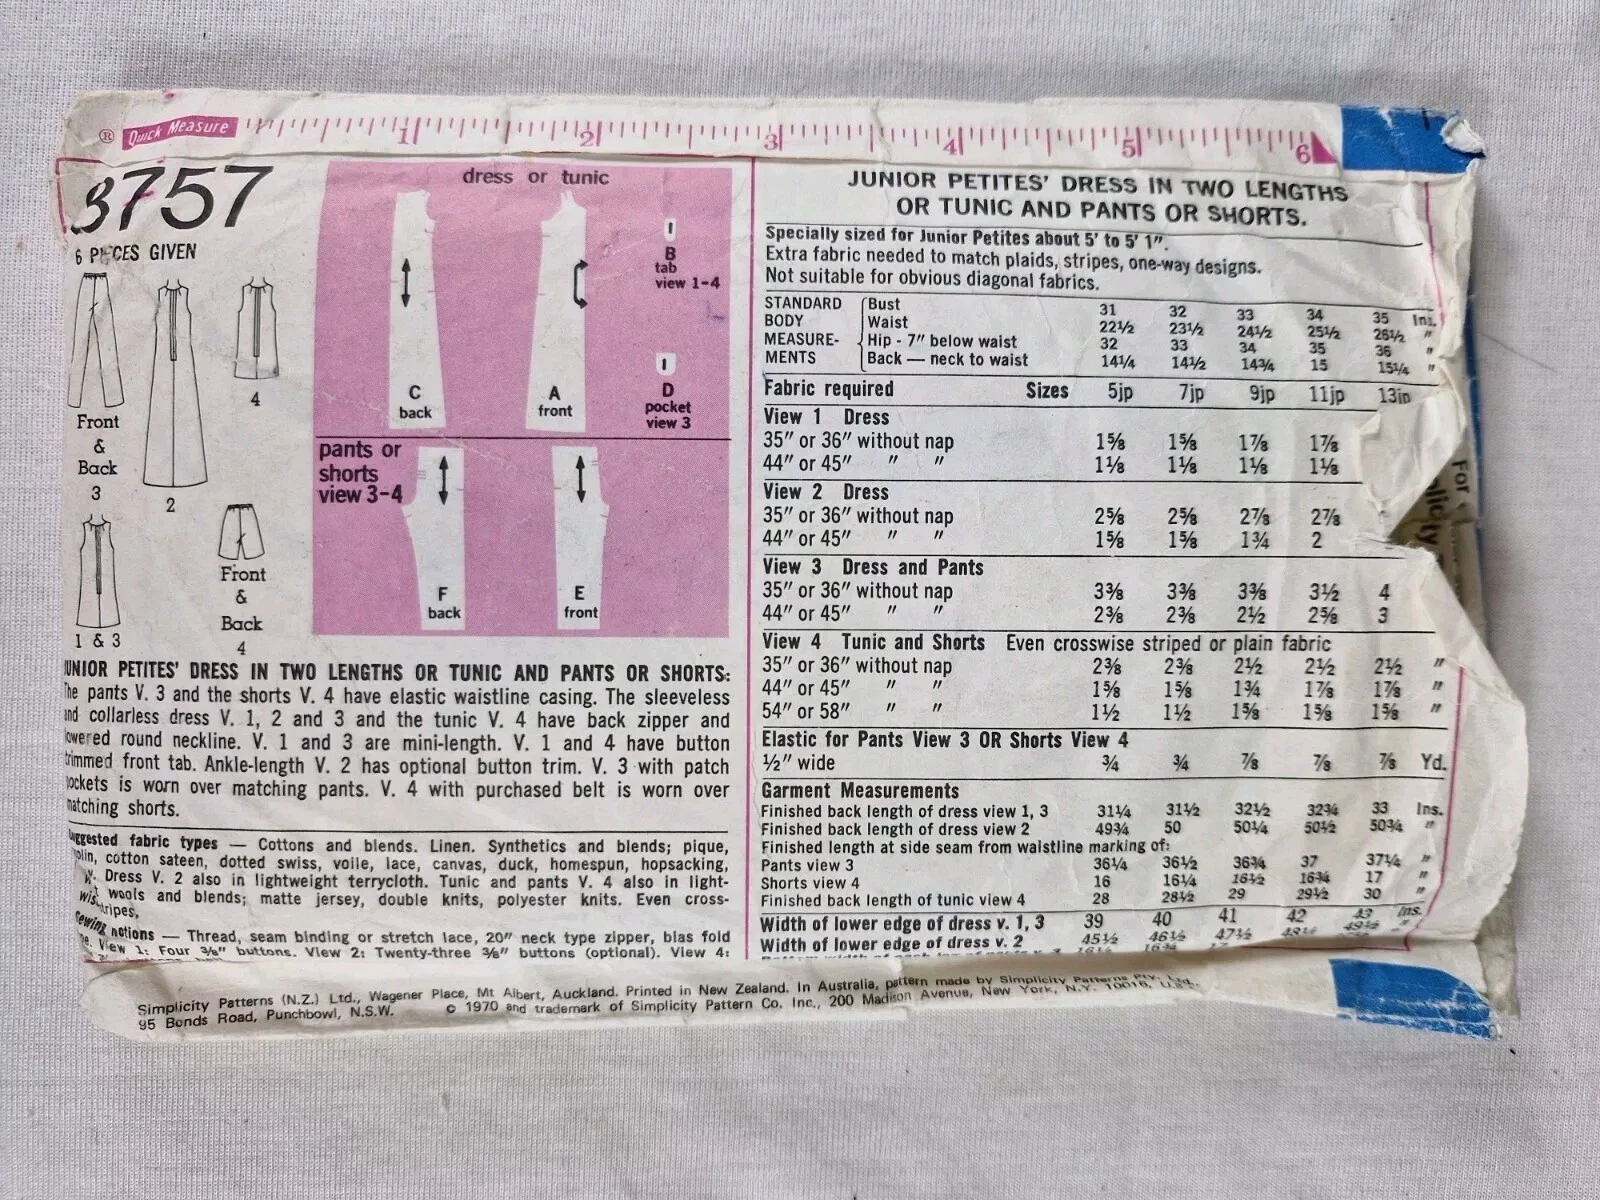 ® Quick Measure 1 2 3 4 5 6
8757
6 PIECES GIVEN
Front
&
Back
3
2
4
1 & 3
Front
&
Back
4
dress or tunic
C
back
A
front
B
tab
view 1-4
D
pocket
view 3
pants or
shorts
view 3-4
F
back
E
front
UNIOR PETITES' DRESS IN TWO LENGTHS OR TUNIC AND PANTS OR SHORTS:
The pants V. 3 and the shorts V. 4 have elastic waistline casing. The sleeveless
and collarless dress V. 1, 2 and 3 and the tunic V. 4 have back zipper and
lowered round neckline. V. 1 and 3 are mini-length. V. 1 and 4 have button
trimmed front tab. Ankle-length V. 2 has optional button trim. V. 3 with patch
pockets is worn over matching pants. V. 4 with purchased belt is worn over
matching shorts.
uggested fabric types — Cottons and blends. Linen. Synthetics and blends; pique,
cotton sateen, dotted swiss, voile, lace, canvas, duck, homespun, hopsacking,
Dress V. 2 also in lightweight terrycloth. Tunic and pants V. 4 also in light-
wools and blends; matte jersey, double knits, polyester knits. Even cross-
wise stripes.
Sewing notions — Thread, seam binding or stretch lace, 20" neck type zipper, bias fold
View 1: Four ⅜" buttons. View 2: Twenty-three ⅜" buttons (optional). View 4:
JUNIOR PETITES' DRESS IN TWO LENGTHS
OR TUNIC AND PANTS OR SHORTS.
Specially sized for Junior Petites about 5' to 5' 1".
Extra fabric needed to match plaids, stripes, one-way designs.
Not suitable for obvious diagonal fabrics.
STANDARD Bust 31 32 33 34 35 Ins.
BODY Waist 22½ 23½ 24½ 25½ 26½ "
MEASURE- Hip - 7" below waist 32 33 34 35 36 "
MENTS Back — neck to waist 14¼ 14½ 14¾ 15 15¼ "
Fabric required Sizes 5jp 7jp 9jp 11jp 13jp
View 1 Dress
35" or 36" without nap 1⅝ 1⅝ 1⅞ 1⅞
44" or 45" " " 1⅛ 1⅛ 1⅛ 1⅛
View 2 Dress
35" or 36" without nap 2⅝ 2⅝ 2⅞ 2⅞
44" or 45" " " 1⅝ 1⅝ 1¾ 2
View 3 Dress and Pants
35" or 36" without nap 3⅜ 3⅜ 3⅜ 3½ 4
44" or 45" " " 2⅜ 2⅜ 2½ 2⅝ 3
View 4 Tunic and Shorts Even crosswise striped or plain fabric
35" or 36" without nap 2⅜ 2⅜ 2½ 2½ 2½ "
44" or 45" " " 1⅝ 1⅝ 1¾ 1⅞ 1⅞ "
54" or 58" " " 1½ 1½ 1⅝ 1⅝ 1⅝ "
Elastic for Pants View 3 OR Shorts View 4
½" wide ¾ ¾ ⅞ ⅞ ⅞ Yd.
Garment Measurements
Finished back length of dress view 1, 3 31¼ 31½ 32½ 32¾ 33 Ins.
Finished back length of dress view 2 49¾ 50 50¼ 50½ 50¾ "
Finished length at side seam from waistline marking of:
Pants view 3 36¼ 36½ 36¾ 37 37¼ "
Shorts view 4 16 16¼ 16½ 16¾ 17 "
Finished back length of tunic view 4 28 28½ 29 29½ 30 "
Width of lower edge of dress v. 1, 3 39 40 41 42 43 Ins.
Width of lower edge of dress v. 2 45½ 46½ 47½ 48½ 49½ "
For
plicity
Simplicity Patterns (N.Z.) Ltd., Wagener Place, Mt Albert, Auckland. Printed in New Zealand. In Australia, pattern made by Simplicity Patterns Pty. Ltd.
95 Bonds Road, Punchbowl, N.S.W. © 1970 and trademark of Simplicity Pattern Co. Inc., 200 Madison Avenue, New York, N.Y. 10016, U.S.A.